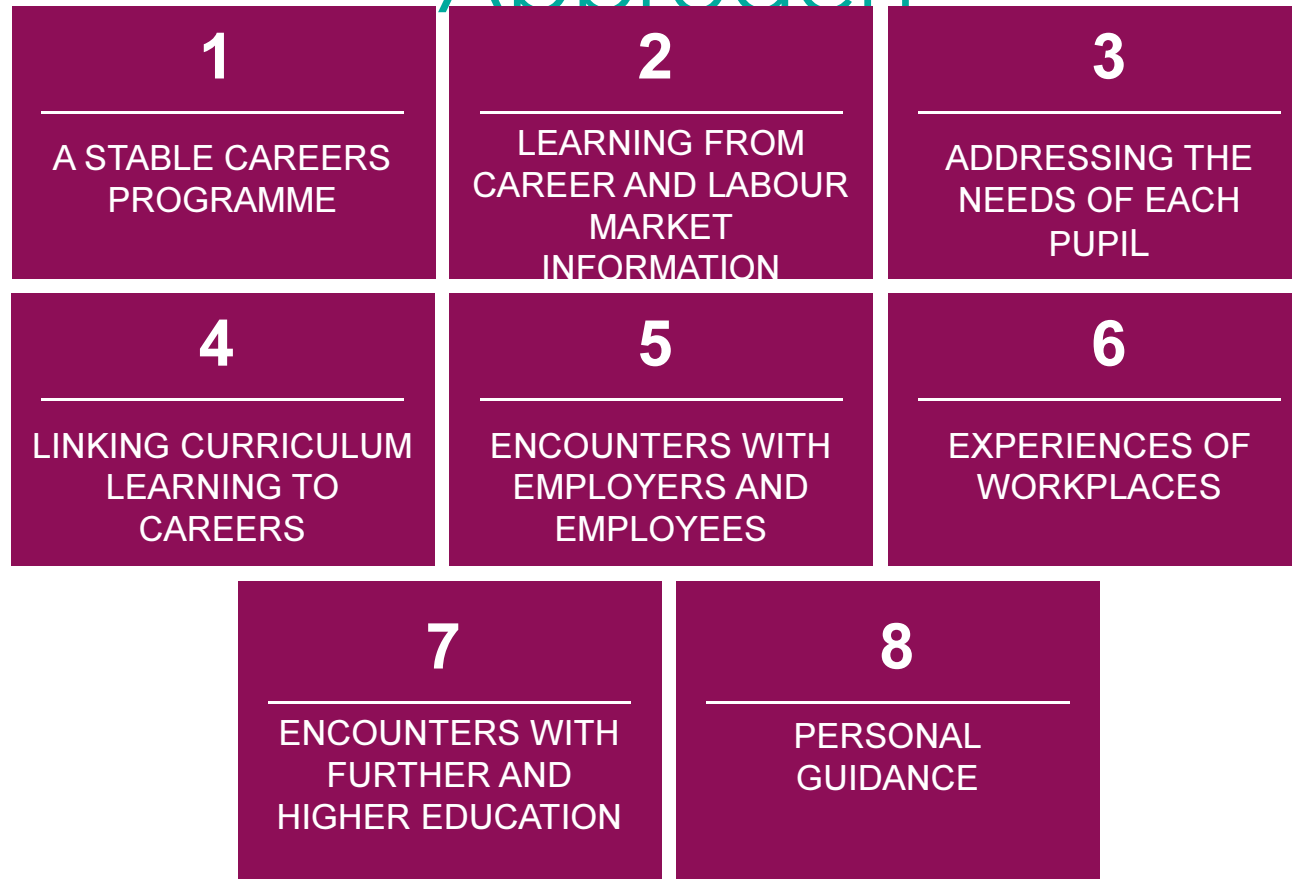 Approach
1
A STABLE CAREERS
PROGRAMME
2
LEARNING FROM
CAREER AND LABOUR
MARKET
INFORMATION
3
ADDRESSING THE
NEEDS OF EACH
PUPIL
4
LINKING CURRICULUM
LEARNING TO
CAREERS
5
ENCOUNTERS WITH
EMPLOYERS AND
EMPLOYEES
6
EXPERIENCES OF
WORKPLACES
7
ENCOUNTERS WITH
FURTHER AND
HIGHER EDUCATION
8
PERSONAL
GUIDANCE